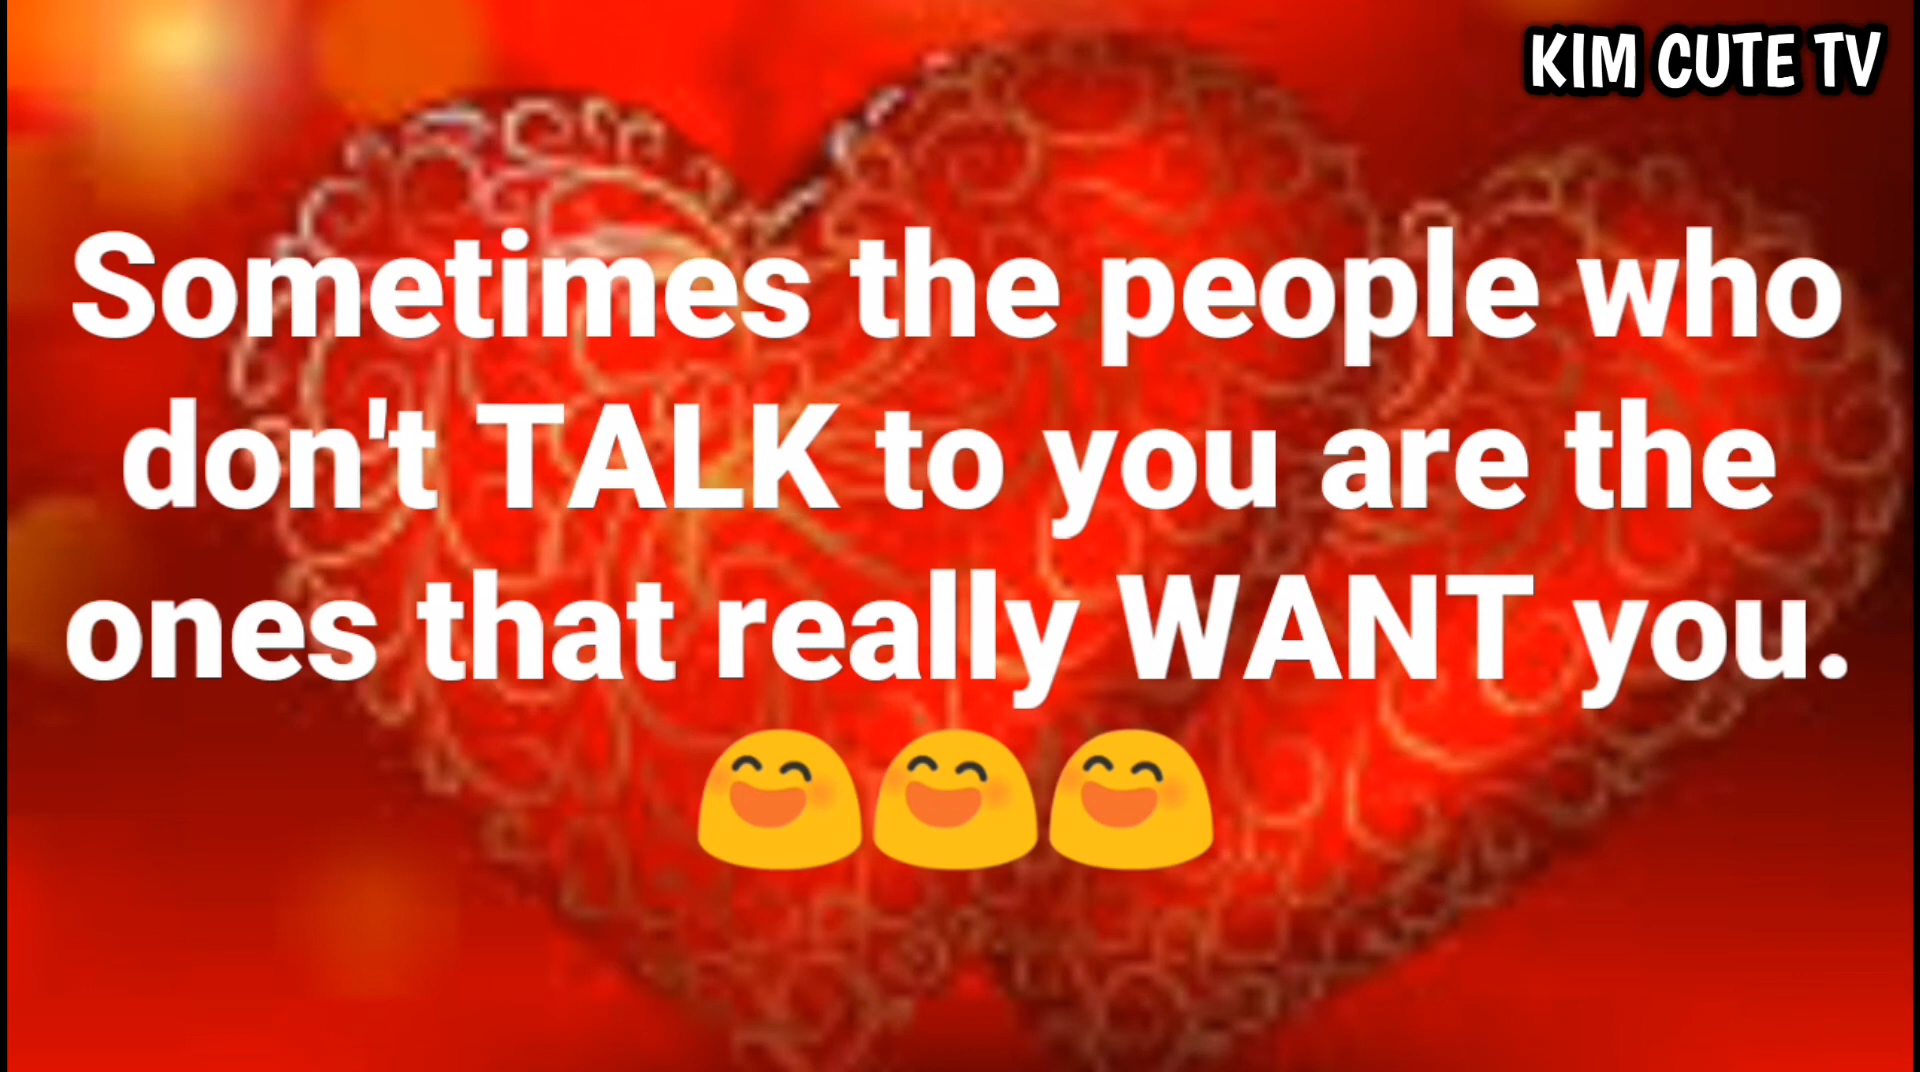 KIM CUTE TV
Sometimes the people who
don't TALK to you are the
ones that really WANT you.
😄😄😄